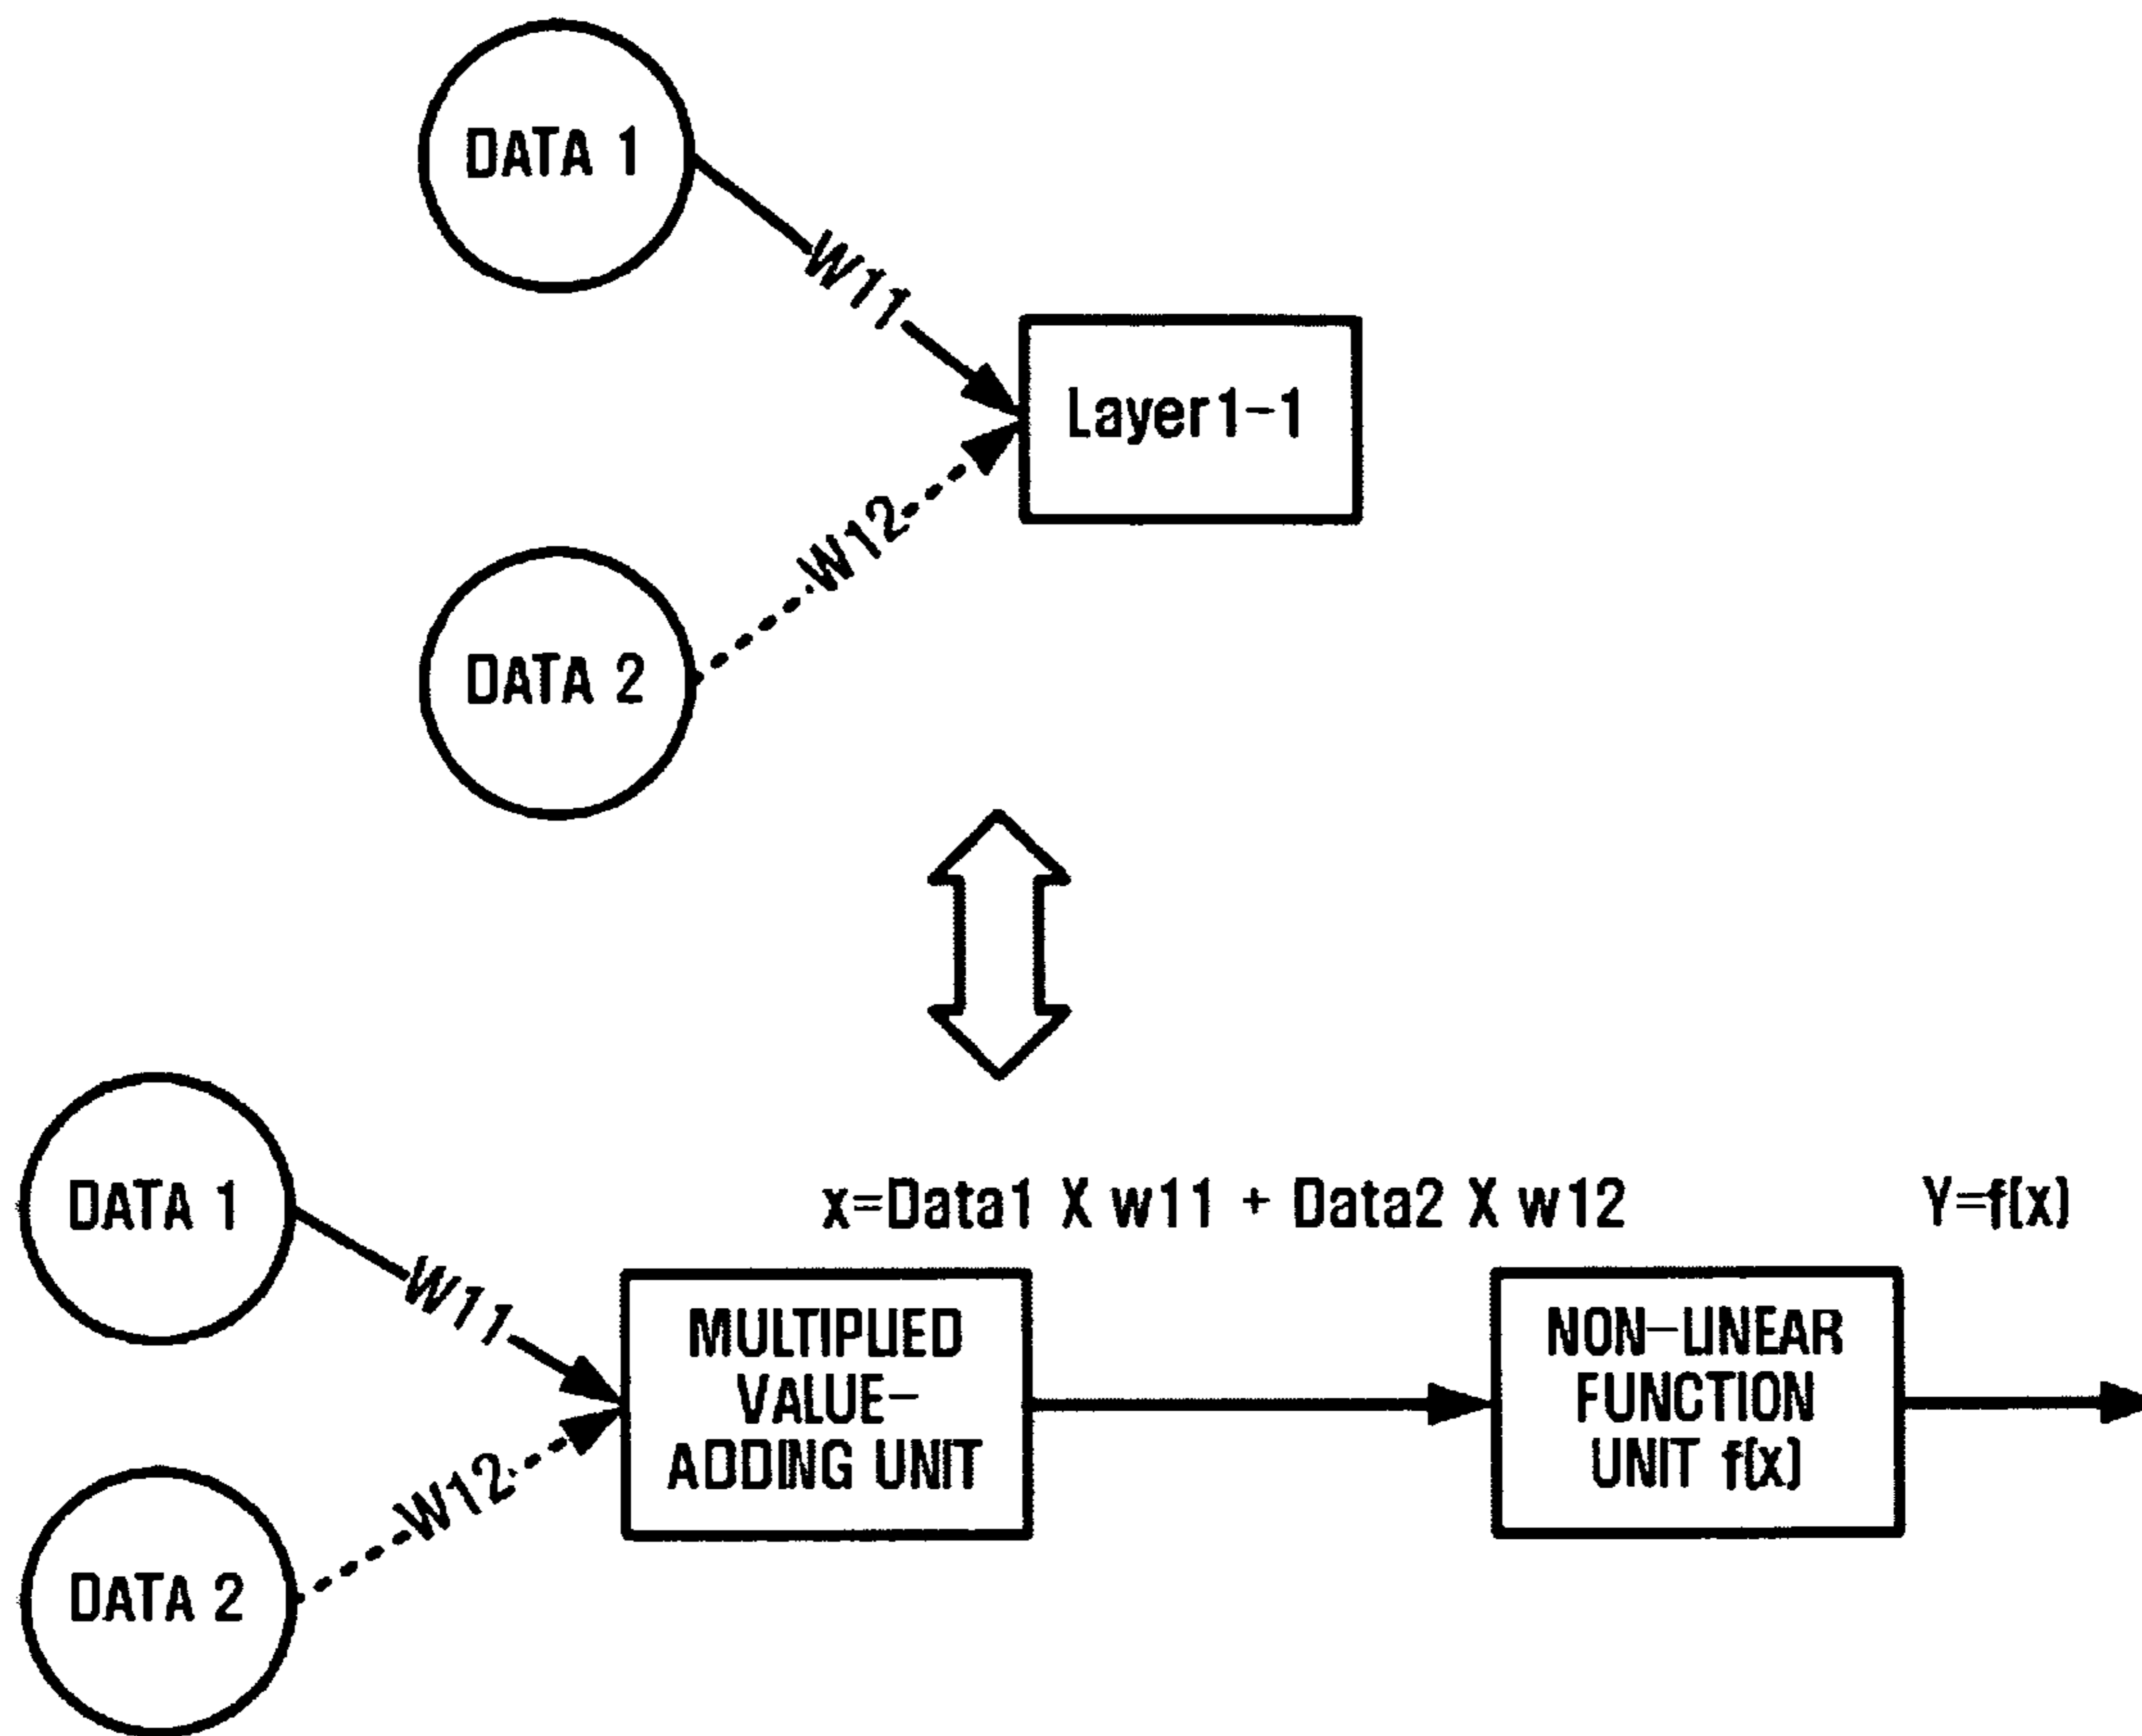 DATA 1
W11
Layer1-1
W12
DATA 2
x=Data1 X w11 + Data2 X w12
Y=f(x)
DATA 1
W11
MULTIPLIED
VALUE-
ADDING UNIT
NON-LINEAR
FUNCTION
UNIT f(x)
W12
DATA 2